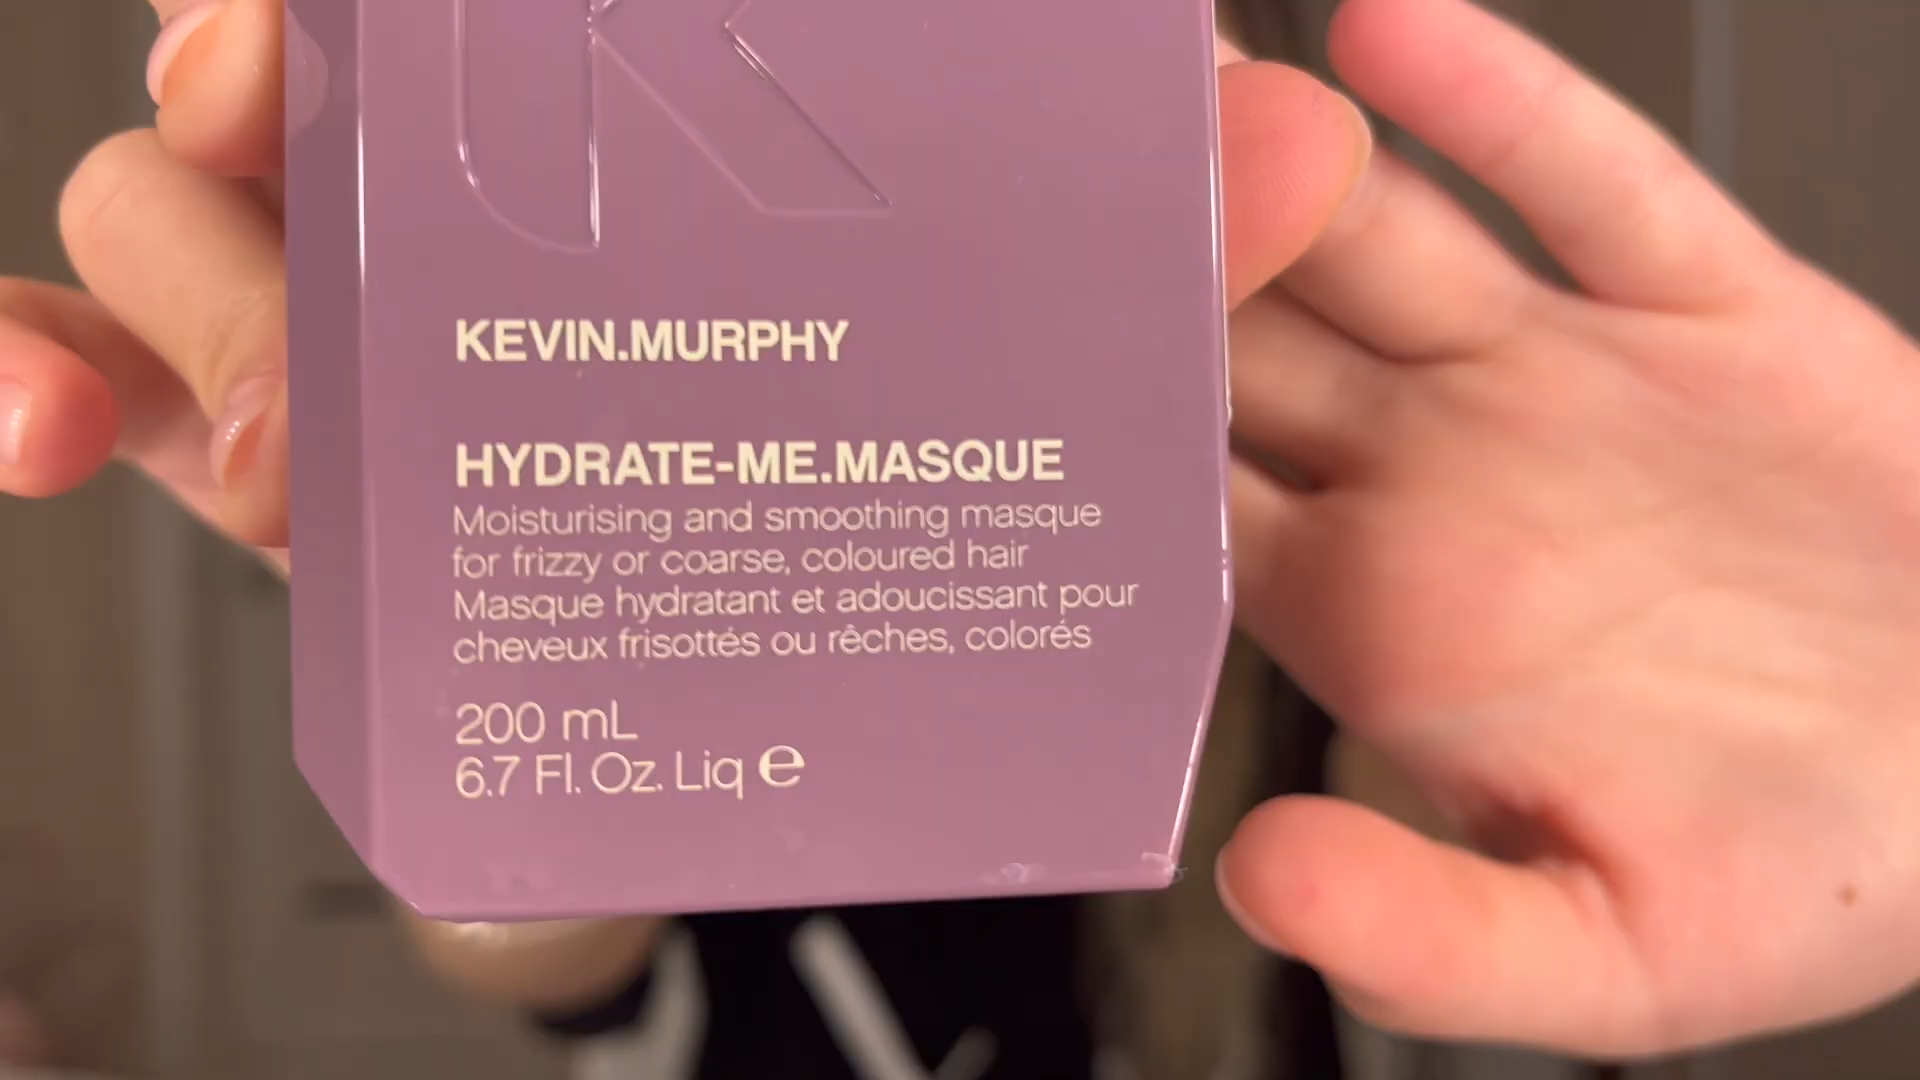 KEVIN.MURPHY
HYDRATE-ME.MASQUE
Moisturising and smoothing masque
for frizzy or coarse, coloured hair
Masque hydratant et adoucissant pour
cheveux frisottés ou rêches, colorés
200 mL
6.7 Fl. Oz. Liq ℮